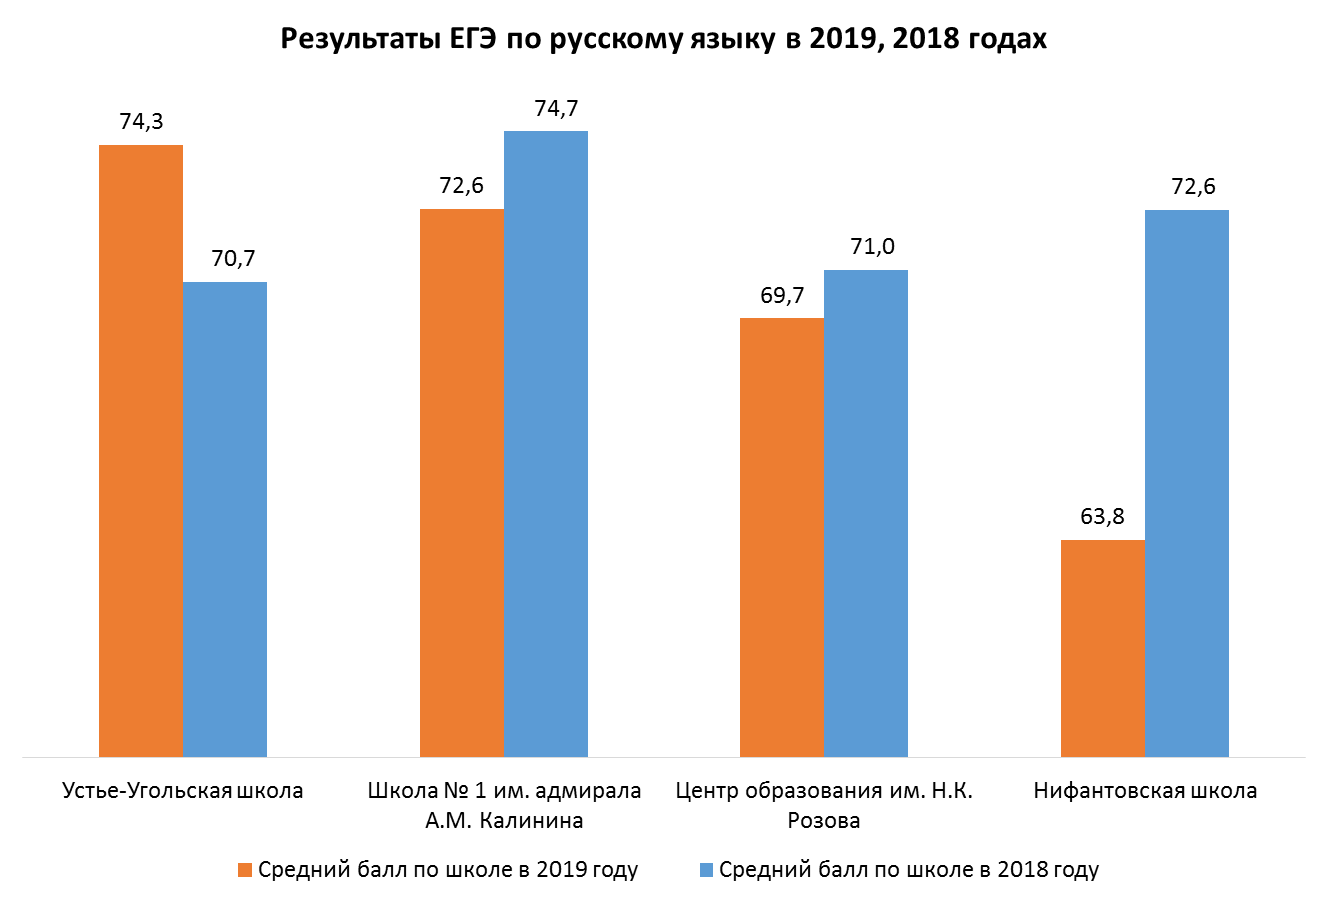 Результаты ЕГЭ по русскому языку в 2019, 2018 годах
74,3
70,7
72,6
74,7
69,7
71,0
63,8
72,6
Устье-Угольская школа
Школа № 1 им. адмирала
А.М. Калинина
Центр образования им. Н.К.
Розова
Нифантовская школа
Средний балл по школе в 2019 году
Средний балл по школе в 2018 году